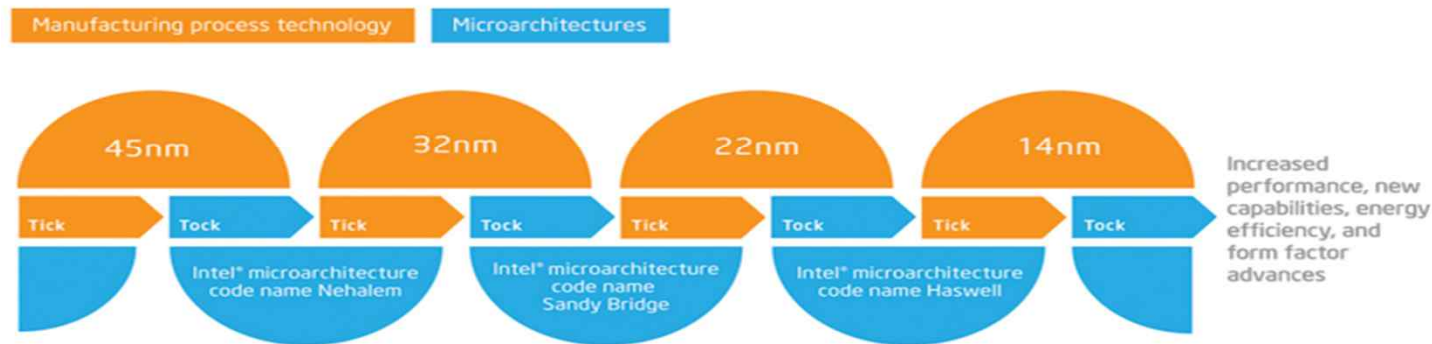 Manufacturing process technology
Microarchitectures
45nm
32nm
22nm
14nm
Tick
Tock
Tick
Tock
Tick
Tock
Tick
Tock
Intel® microarchitecture
code name Nehalem
Intel® microarchitecture
code name
Sandy Bridge
Intel® microarchitecture
code name Haswell
Increased
performance, new
capabilities, energy
efficiency, and
form factor
advances